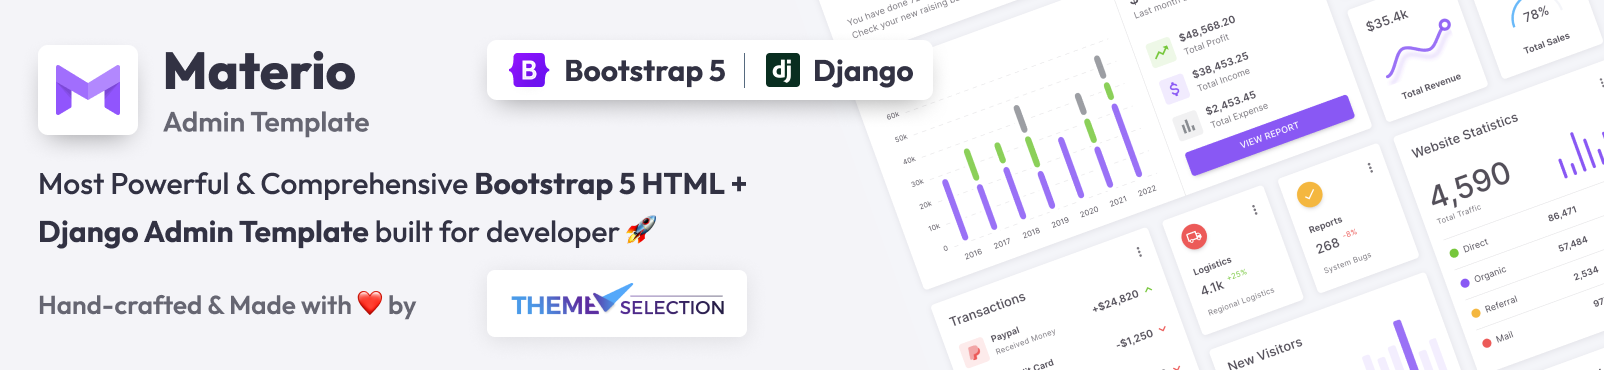 Materio
Admin Template
B Bootstrap 5 dj Django
Most Powerful & Comprehensive Bootstrap 5 HTML +
Django Admin Template built for developer 🚀
Hand-crafted & Made with ❤️ by
THEME SELECTION
You have done
Check your new raising
60k
50k
40k
30k
20k
10k
0
2016
2017
2018
2019
2020
2021
2022
Last month
$48,568.20
Total Profit
$38,453.25
Total Income
$2,453.45
Total Expense
VIEW REPORT
$35.4k
Total Revenue
78%
Total Sales
Website Statistics
4,590
Total Traffic
Direct 86,471
Organic 57,484
Referral 2,534
Mail 97
Logistics
4.1k +25%
Regional Logistics
Reports
268 -8%
System Bugs
Transactions
Paypal
Received Money
+$24,820
Card
-$1,250
New Visitors